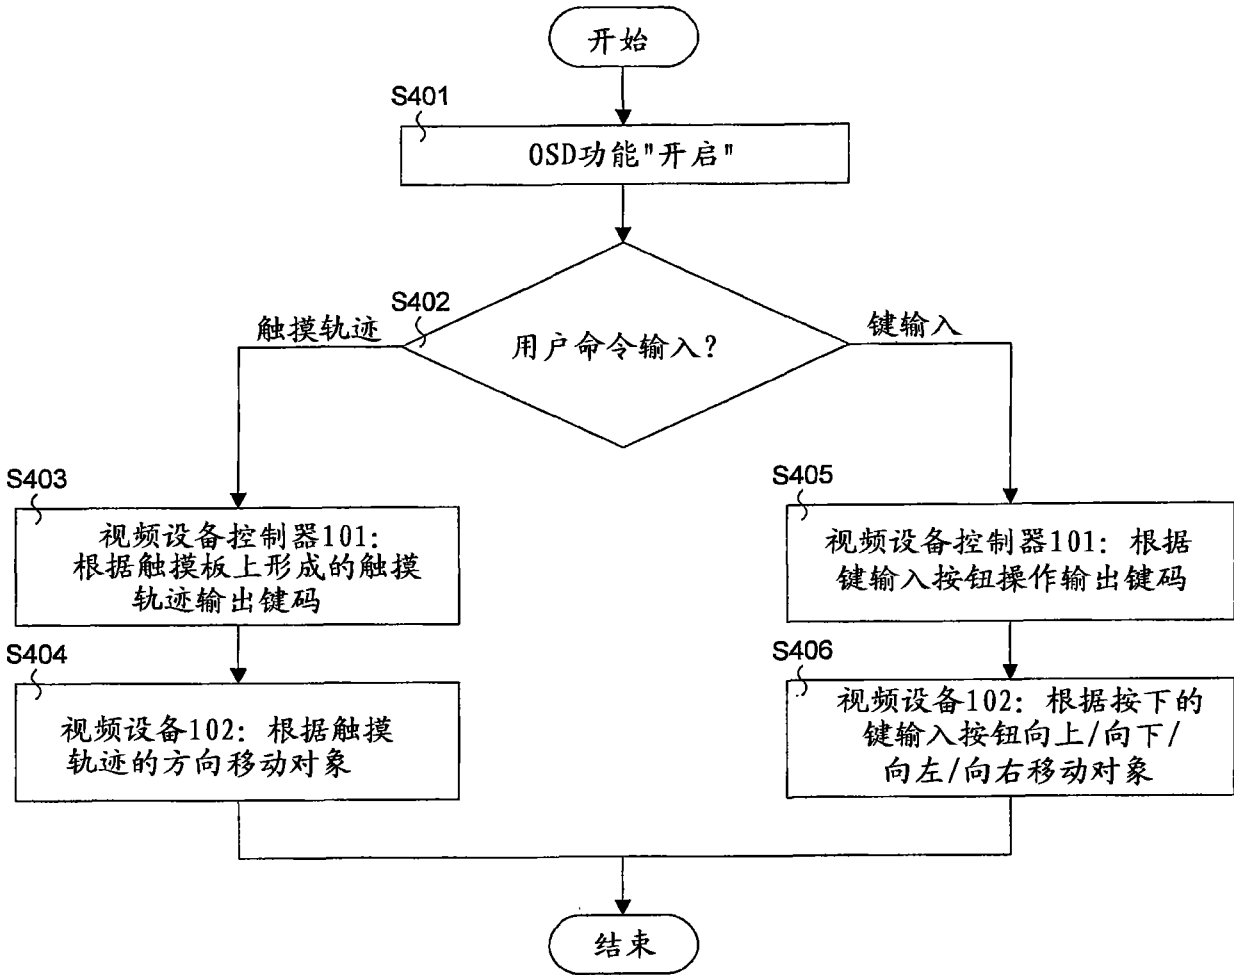 开始
S401
OSD功能"开启"
S402
触摸轨迹
用户命令输入?
键输入
S403
视频设备控制器101:
根据触摸板上形成的触摸
轨迹输出键码
S405
视频设备控制器101: 根据
键输入按钮操作输出键码
S404
视频设备102: 根据触摸
轨迹的方向移动对象
S406
视频设备102: 根据按下的
键输入按钮向上/向下/
向左/向右移动对象
结束